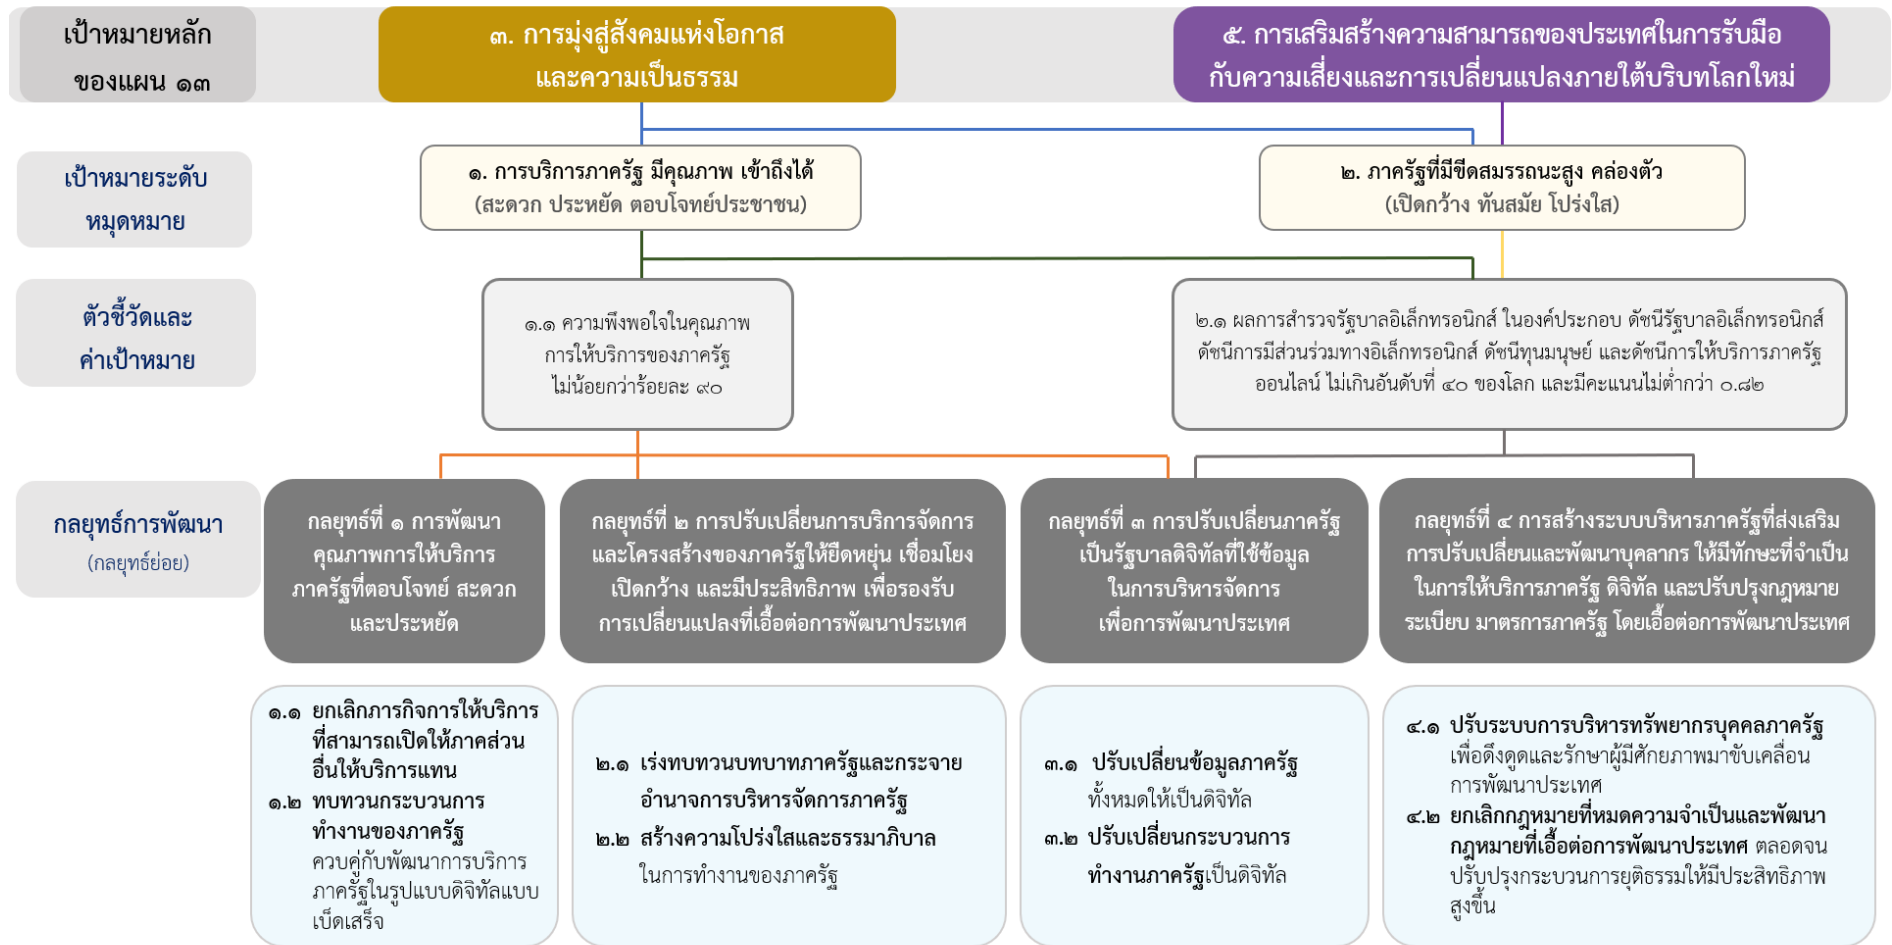 เป้าหมายหลัก
ของแผน ๑๓
๓. การมุ่งสู่สังคมแห่งโอกาส
และความเป็นธรรม
๕. การเสริมสร้างความสามารถของประเทศในการรับมือ
กับความเสี่ยงและการเปลี่ยนแปลงภายใต้บริบทโลกใหม่
เป้าหมายระดับ
หมุดหมาย
๑. การบริการภาครัฐ มีคุณภาพ เข้าถึงได้
(สะดวก ประหยัด ตอบโจทย์ประชาชน)
๒. ภาครัฐที่มีขีดสมรรถนะสูง คล่องตัว
(เปิดกว้าง ทันสมัย โปร่งใส)
ตัวชี้วัดและ
ค่าเป้าหมาย
๑.๑ ความพึงพอใจในคุณภาพ
การให้บริการของภาครัฐ
ไม่น้อยกว่าร้อยละ ๙๐
๒.๑ ผลการสำรวจรัฐบาลอิเล็กทรอนิกส์ ในองค์ประกอบ ดัชนีรัฐบาลอิเล็กทรอนิกส์
ดัชนีการมีส่วนร่วมทางอิเล็กทรอนิกส์ ดัชนีทุนมนุษย์ และดัชนีการให้บริการภาครัฐ
ออนไลน์ ไม่เกินอันดับที่ ๔๐ ของโลก และมีคะแนนไม่ต่ำกว่า ๐.๘๒
กลยุทธ์การพัฒนา
(กลยุทธ์ย่อย)
กลยุทธ์ที่ ๑ การพัฒนา
คุณภาพการให้บริการ
ภาครัฐที่ตอบโจทย์ สะดวก
และประหยัด
กลยุทธ์ที่ ๒ การปรับเปลี่ยนการบริการจัดการ
และโครงสร้างของภาครัฐให้ยืดหยุ่น เชื่อมโยง
เปิดกว้าง และมีประสิทธิภาพ เพื่อรองรับ
การเปลี่ยนแปลงที่เอื้อต่อการพัฒนาประเทศ
กลยุทธ์ที่ ๓ การปรับเปลี่ยนภาครัฐ
เป็นรัฐบาลดิจิทัลที่ใช้ข้อมูล
ในการบริหารจัดการ
เพื่อการพัฒนาประเทศ
กลยุทธ์ที่ ๔ การสร้างระบบบริหารภาครัฐที่ส่งเสริม
การปรับเปลี่ยนและพัฒนาบุคลากร ให้มีทักษะที่จำเป็น
ในการให้บริการภาครัฐ ดิจิทัล และปรับปรุงกฎหมาย
ระเบียบ มาตรการภาครัฐ โดยเอื้อต่อการพัฒนาประเทศ
๑.๑ ยกเลิกภารกิจการให้บริการ
ที่สามารถเปิดให้ภาคส่วน
อื่นให้บริการแทน
๑.๒ ทบทวนกระบวนการ
ทำงานของภาครัฐ
ควบคู่กับพัฒนาการบริการ
ภาครัฐในรูปแบบดิจิทัลแบบ
เบ็ดเสร็จ
๒.๑ เร่งทบทวนบทบาทภาครัฐและกระจาย
อำนาจการบริหารจัดการภาครัฐ
๒.๒ สร้างความโปร่งใสและธรรมาภิบาล
ในการทำงานของภาครัฐ
๓.๑ ปรับเปลี่ยนข้อมูลภาครัฐ
ทั้งหมดให้เป็นดิจิทัล
๓.๒ ปรับเปลี่ยนกระบวนการ
ทำงานภาครัฐเป็นดิจิทัล
๔.๑ ปรับระบบการบริหารทรัพยากรบุคคลภาครัฐ
เพื่อดึงดูดและรักษาผู้มีศักยภาพมาขับเคลื่อน
การพัฒนาประเทศ
๔.๒ ยกเลิกกฎหมายที่หมดความจำเป็นและพัฒนา
กฎหมายที่เอื้อต่อการพัฒนาประเทศ ตลอดจน
ปรับปรุงกระบวนการยุติธรรมให้มีประสิทธิภาพ
สูงขึ้น